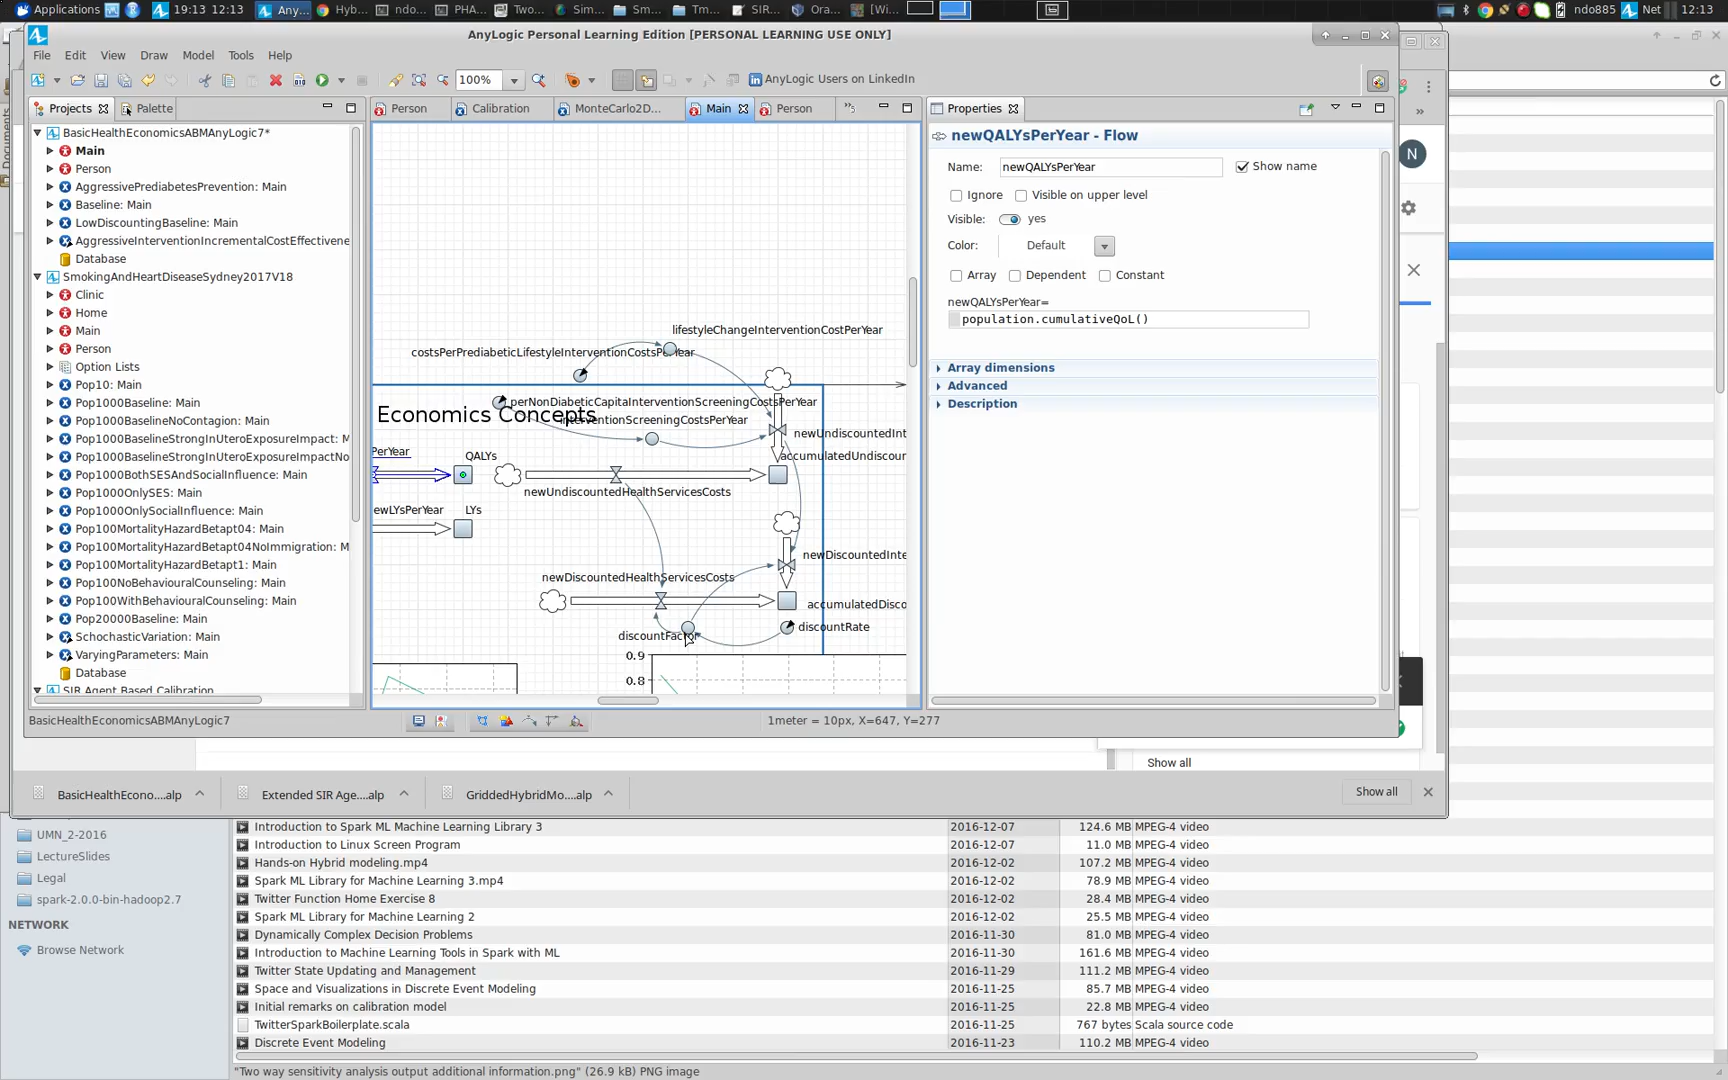 Applications 19:13 12:13 Any... Hyb... ndo... PHA... Two... Sim... Sm... Tm... SIR... Ora... [Wi... ndo885 Net 12:13
AnyLogic Personal Learning Edition [PERSONAL LEARNING USE ONLY]
File Edit View Draw Model Tools Help
100% AnyLogic Users on LinkedIn
Projects Palette
Person Calibration MonteCarlo2D... Main Person
Properties
BasicHealthEconomicsABMAnyLogic7*
Main
Person
AggressivePrediabetesPrevention: Main
Baseline: Main
LowDiscountingBaseline: Main
AggressiveInterventionIncrementalCostEffectivene
Database
SmokingAndHeartDiseaseSydney2017V18
Clinic
Home
Main
Person
Option Lists
Pop10: Main
Pop1000Baseline: Main
Pop1000BaselineNoContagion: Main
Pop1000BaselineStrongInUteroExposureImpact: M
Pop1000BaselineStrongInUteroExposureImpactNo
Pop1000BothSESAndSocialInfluence: Main
Pop1000OnlySES: Main
Pop1000OnlySocialInfluence: Main
Pop100MortalityHazardBetapt04: Main
Pop100MortalityHazardBetapt04NoImmigration: M
Pop100MortalityHazardBetapt1: Main
Pop100NoBehaviouralCounseling: Main
Pop100WithBehaviouralCounseling: Main
Pop20000Baseline: Main
SchochasticVariation: Main
VaryingParameters: Main
Database
SIR Agent Based Calibration
lifestyleChangeInterventionCostPerYear
costsPerPrediabeticLifestyleInterventionCostsPerYear
perNonDiabeticCapitaInterventionScreeningCostsPerYear
Economics Concepts
interventionScreeningCostsPerYear
newUndiscountedInt
PerYear
QALYs
accumulatedUndiscour
newUndiscountedHealthServicesCosts
ewLYsPerYear
LYs
newDiscountedInte
newDiscountedHealthServicesCosts
accumulatedDisco
discountRate
discountFactor
0.9
0.8
newQALYsPerYear - Flow
Name: newQALYsPerYear Show name
Ignore Visible on upper level
Visible: yes
Color: Default
Array Dependent Constant
newQALYsPerYear=
population.cumulativeQoL()
Array dimensions
Advanced
Description
N
Documents
BasicHealthEconomicsABMAnyLogic7
1meter = 10px, X=647, Y=277
Show all
BasicHealthEcono....alp Extended SIR Age....alp GriddedHybridMo....alp Show all
UMN_2-2016
LectureSlides
Legal
spark-2.0.0-bin-hadoop2.7
NETWORK
Browse Network
Introduction to Spark ML Machine Learning Library 3 2016-12-07 124.6 MB MPEG-4 video
Introduction to Linux Screen Program 2016-12-07 11.0 MB MPEG-4 video
Hands-on Hybrid modeling.mp4 2016-12-02 107.2 MB MPEG-4 video
Spark ML Library for Machine Learning 3.mp4 2016-12-02 78.9 MB MPEG-4 video
Twitter Function Home Exercise 8 2016-12-02 28.4 MB MPEG-4 video
Spark ML Library for Machine Learning 2 2016-12-02 25.5 MB MPEG-4 video
Dynamically Complex Decision Problems 2016-11-30 81.0 MB MPEG-4 video
Introduction to Machine Learning Tools in Spark with ML 2016-11-30 161.6 MB MPEG-4 video
Twitter State Updating and Management 2016-11-29 111.2 MB MPEG-4 video
Space and Visualizations in Discrete Event Modeling 2016-11-25 85.7 MB MPEG-4 video
Initial remarks on calibration model 2016-11-25 22.8 MB MPEG-4 video
TwitterSparkBoilerplate.scala 2016-11-25 767 bytes Scala source code
Discrete Event Modeling 2016-11-23 110.2 MB MPEG-4 video
"Two way sensitivity analysis output additional information.png" (26.9 kB) PNG image